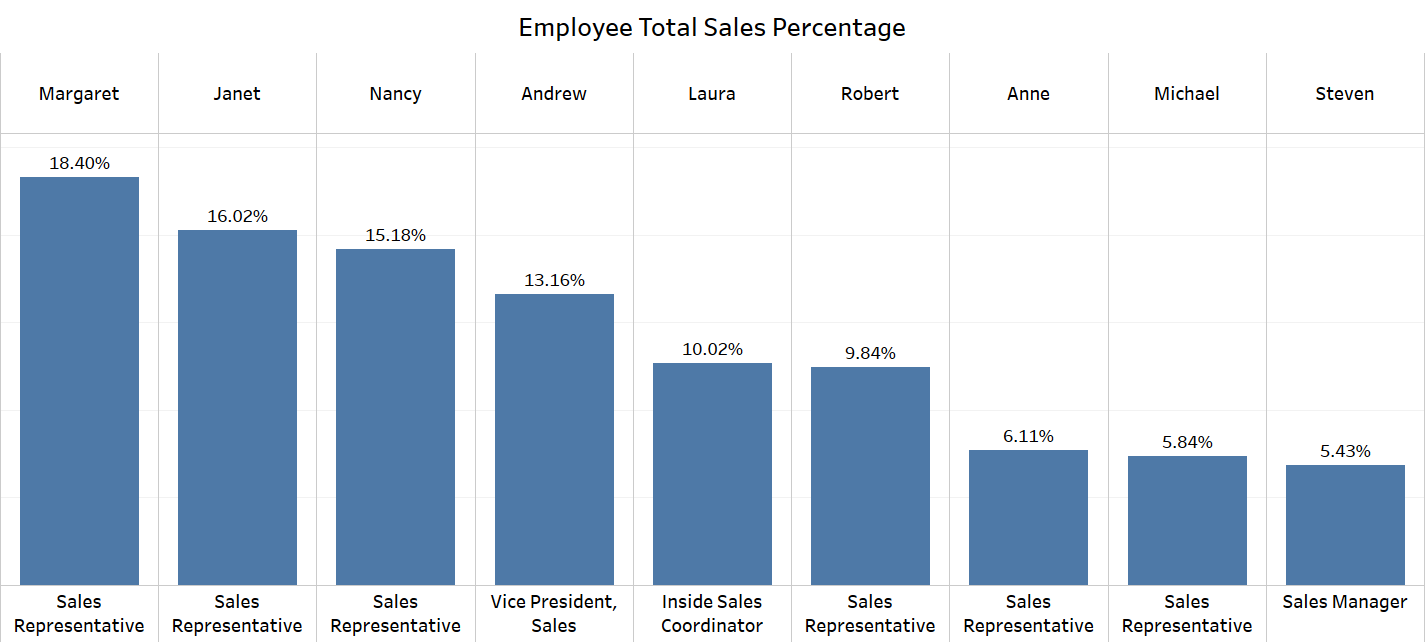 Employee Total Sales Percentage
Margaret Janet Nancy Andrew Laura Robert Anne Michael Steven
18.40%
16.02%
15.18%
13.16%
10.02%
9.84%
6.11%
5.84%
5.43%
Sales
Representative
Sales
Representative
Sales
Representative
Vice President,
Sales
Inside Sales
Coordinator
Sales
Representative
Sales
Representative
Sales
Representative
Sales Manager